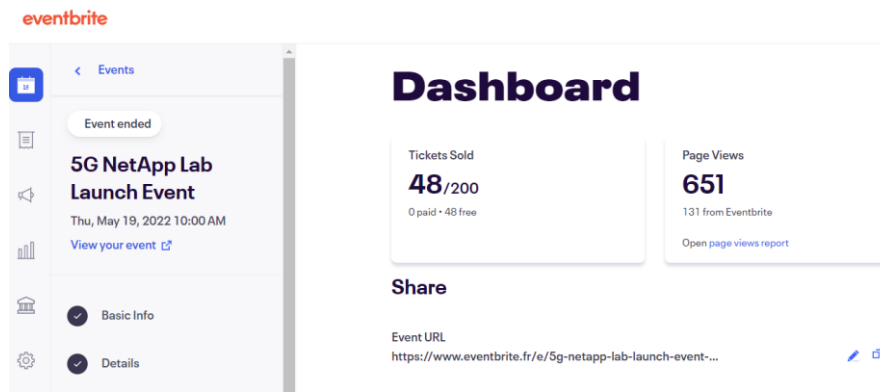 eventbrite
Events
Event ended
5G NetApp Lab
Launch Event
Thu, May 19, 2022 10:00 AM
View your event
Basic Info
Details
Dashboard
Tickets Sold
48/200
0 paid • 48 free
Page Views
651
131 from Eventbrite
Open page views report
Share
Event URL
https://www.eventbrite.fr/e/5g-netapp-lab-launch-event-...